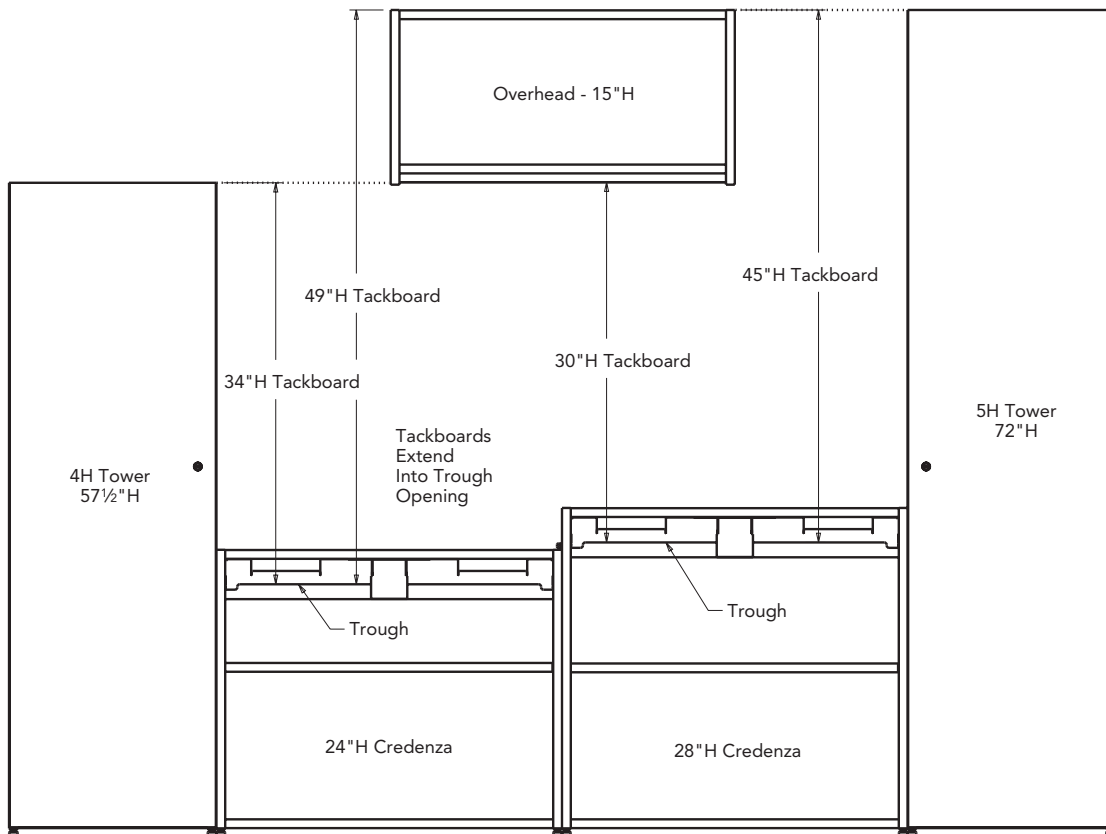 Overhead - 15"H
45"H Tackboard
49"H Tackboard
30"H Tackboard
34"H Tackboard
5H Tower
72"H
Tackboards
Extend
Into Trough
Opening
4H Tower
57½"H
Trough
Trough
24"H Credenza
28"H Credenza